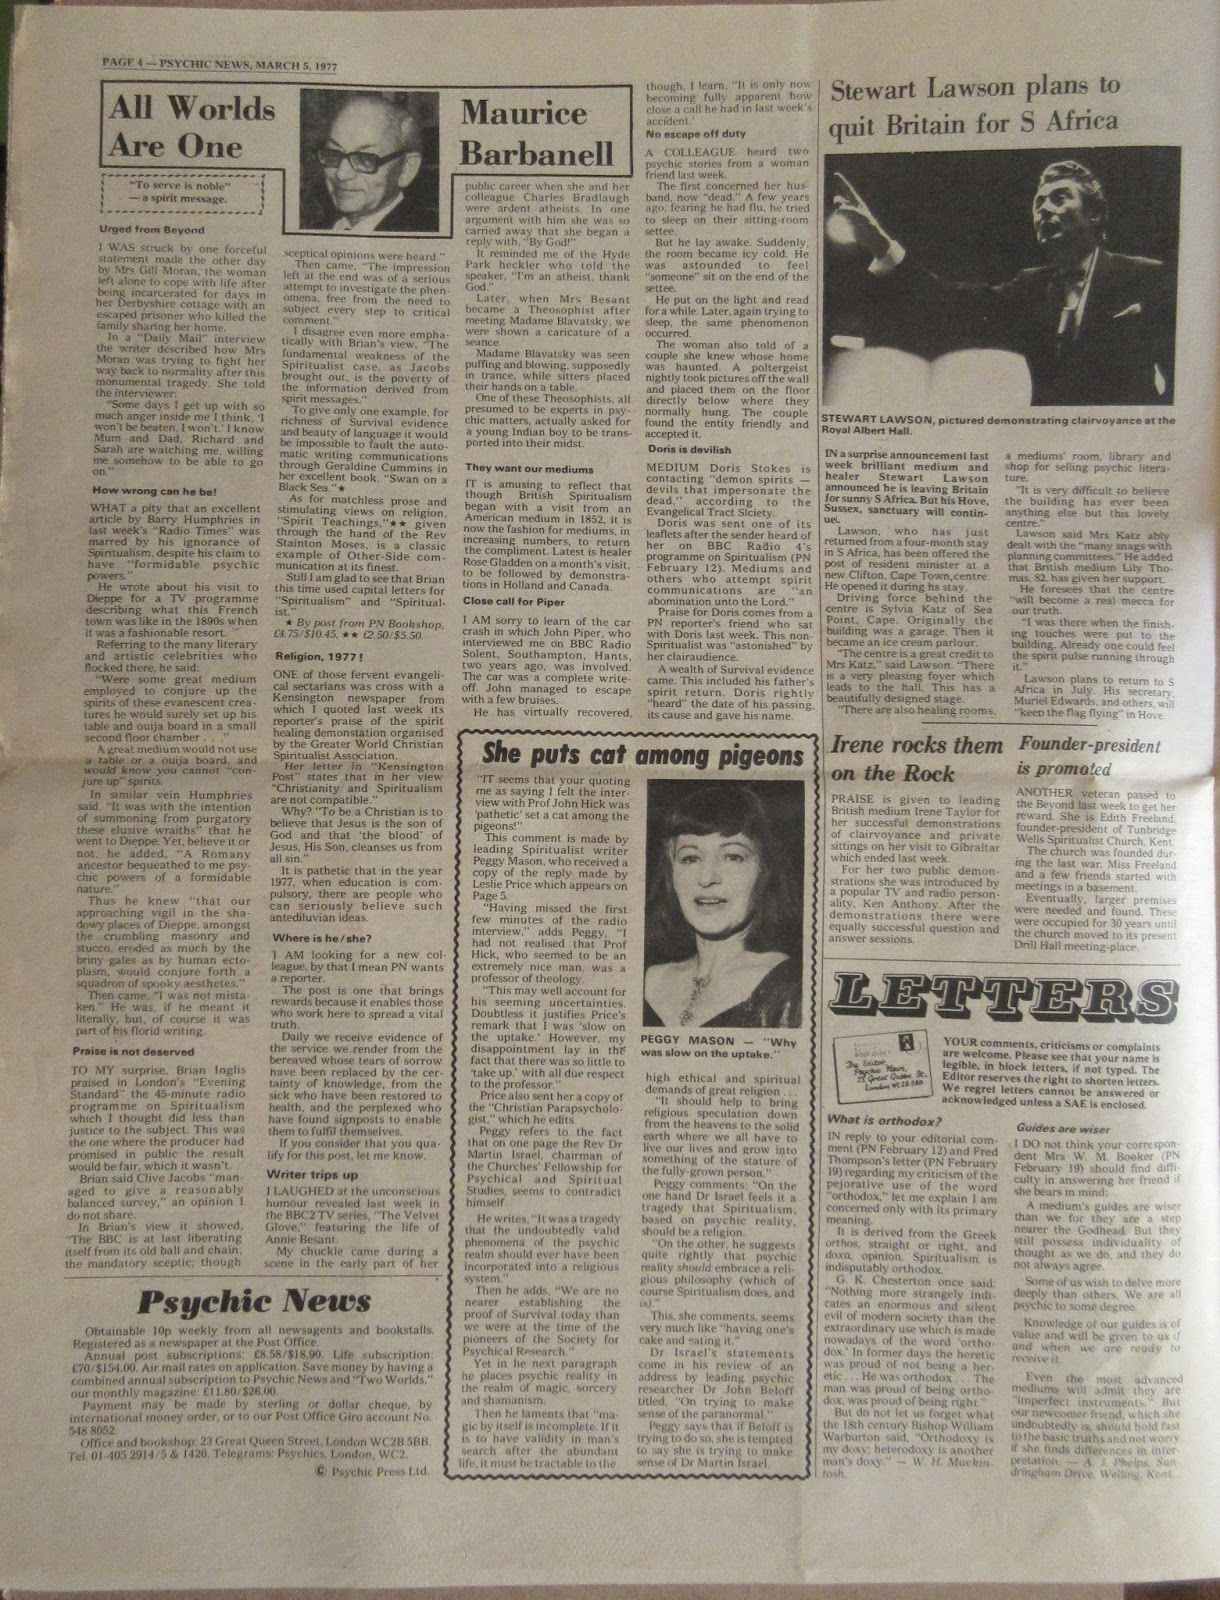 PAGE 4 — PSYCHIC NEWS, MARCH 5, 1977
All Worlds
Are One
Maurice
Barbanell
"To serve is noble"
— a spirit message.
Urged from Beyond
I WAS struck by one forceful
statement made the other day
by Mrs Gill Moran, the woman
left alone to cope with life after
being incarcerated for days in
her Derbyshire cottage with an
escaped prisoner who killed the
family sharing her home.
In a "Daily Mail" interview
the writer described how Mrs
Moran was trying to fight her
way back to normality after this
monumental tragedy. She told
the interviewer:
"Some days I get up with so
much anger inside me I think, 'I
won't be beaten, I won't.' I know
Mum and Dad, Richard and
Sarah are watching me, willing
me somehow to be able to go
on."
How wrong can he be!
WHAT a pity that an excellent
article by Barry Humphries in
last week's "Radio Times" was
marred by his ignorance of
Spiritualism, despite his claim to
have "formidable psychic
powers."
He wrote about his visit to
Dieppe for a TV programme
describing what this French
town was like in the 1890s when
it was a fashionable resort.
Referring to the many literary
and artistic celebrities who
flocked there, he said:
"Were some great medium
employed to conjure up the
spirits of these evanescent crea-
tures he would surely set up his
table and ouija board in a small
second floor chamber . . ."
A great medium would not use
a table or a ouija board, and
would know you cannot "con-
jure up" spirits.
In similar vein Humphries
said, "It was with the intention
of summoning from purgatory
these elusive wraiths" that he
went to Dieppe. Yet, believe it or
not, he added, "A Romany
ancestor bequeathed to me psy-
chic powers of a formidable
nature."
Thus he knew "that our
approaching vigil in the sha-
dowy places of Dieppe, amongst
the crumbling masonry and
stucco, eroded as much by the
briny gales as by human ecto-
plasm, would conjure forth a
squadron of spooky aesthetes."
Then came, "I was not mista-
ken." He was, if he meant it
literally, but, of course it was
part of his florid writing.
Praise is not deserved
TO MY surprise, Brian Inglis
praised in London's "Evening
Standard" the 45-minute radio
programme on Spiritualism
which I thought did less than
justice to the subject. This was
the one where the producer had
promised in public the result
would be fair, which it wasn't.
Brian said Clive Jacobs "man-
aged to give a reasonably
balanced survey," an opinion I
do not share.
In Brian's view it showed,
"The BBC is at last liberating
itself from its old ball and chain,
the mandatory sceptic; though
sceptical opinions were heard."
Then came, "The impression
left at the end was of a serious
attempt to investigate the phen-
omena, free from the need to
subject every step to critical
comment."
I disagree even more empha-
tically with Brian's view, "The
fundamental weakness of the
Spiritualist case, as Jacobs
brought out, is the poverty of
the information derived from
spirit messages."
To give only one example, for
richness of Survival evidence
and beauty of language it would
be impossible to fault the auto-
matic writing communications
through Geraldine Cummins in
her excellent book, "Swan on a
Black Sea."★
As for matchless prose and
stimulating views on religion,
"Spirit Teachings,"★★ given
through the hand of the Rev
Stainton Moses, is a classic
example of Other-Side com-
munication at its finest.
Still I am glad to see that Brian
this time used capital letters for
"Spiritualism" and "Spiritual-
ist."
★ By post from PN Bookshop,
£4.75/$10.45, ★★ £2.50/$5.50.
Religion, 1977!
ONE of those fervent evangeli-
cal sectarians was cross with a
Kensington newspaper from
which I quoted last week its
reporter's praise of the spirit
healing demonstation organised
by the Greater World Christian
Spiritualist Association.
Her letter in "Kensington
Post" states that in her view
"Christianity and Spiritualism
are not compatible."
Why? "To be a Christian is to
believe that Jesus is the son of
God and that 'the blood' of
Jesus, His Son, cleanses us from
all sin."
It is pathetic that in the year
1977, when education is com-
pulsory, there are people who
can seriously believe such
antediluvian ideas.
Where is he/she?
I AM looking for a new col-
league, by that I mean PN wants
a reporter.
The post is one that brings
rewards because it enables those
who work here to spread a vital
truth.
Daily we receive evidence of
the service we render from the
bereaved whose tears of sorrow
have been replaced by the cer-
tainty of knowledge, from the
sick who have been restored to
health, and the perplexed who
have found signposts to enable
them to fulfil themselves.
If you consider that you qua-
lify for this post, let me know.
Writer trips up
I LAUGHED at the unconscious
humour revealed last week in
the BBC2 TV series, "The Velvet
Glove," featuring the life of
Annie Besant.
My chuckle came during a
scene in the early part of her
public career when she and her
colleague Charles Bradlaugh
were ardent atheists. In one
argument with him she was so
carried away that she began a
reply with, "By God!"
It reminded me of the Hyde
Park heckler who told the
speaker, "I'm an atheist, thank
God."
Later, when Mrs Besant
became a Theosophist after
meeting Madame Blavatsky, we
were shown a caricature of a
seance.
Madame Blavatsky was seen
puffing and blowing, supposedly
in trance, while sitters placed
their hands on a table.
One of these Theosophists, all
presumed to be experts in psy-
chic matters, actually asked for
a young Indian boy to be trans-
ported into their midst.
They want our mediums
IT is amusing to reflect that
though British Spiritualism
began with a visit from an
American medium in 1852, it is
now the fashion for mediums, in
increasing numbers, to return
the compliment. Latest is healer
Rose Gladden on a month's visit,
to be followed by demonstra-
tions in Holland and Canada.
Close call for Piper
I AM sorry to learn of the car
crash in which John Piper, who
interviewed me on BBC Radio
Solent, Southampton, Hants,
two years ago, was involved.
The car was a complete write-
off. John managed to escape
with a few bruises.
He has virtually recovered,
though, I learn, "It is only now
becoming fully apparent how
close a call he had in last week's
accident.'
No escape off duty
A COLLEAGUE heard two
psychic stories from a woman
friend last week.
The first concerned her hus-
band, now "dead." A few years
ago, fearing he had flu, he tried
to sleep on their sitting-room
settee.
But he lay awake. Suddenly,
the room became icy cold. He
was astounded to feel
"someone" sit on the end of the
settee.
He put on the light and read
for a while. Later, again trying to
sleep, the same phenomenon
occurred.
The woman also told of a
couple she knew whose home
was haunted. A poltergeist
nightly took pictures off the wall
and placed them on the floor
directly below where they
normally hung. The couple
found the entity friendly and
accepted it.
Doris is devilish
MEDIUM Doris Stokes is
contacting "demon spirits —
devils that impersonate the
dead," according to the
Evangelical Tract Sciety.
Doris was sent one of its
leaflets after the sender heard of
her on BBC Radio 4's
programme on Spiritualism (PN
February 12). Mediums and
others who attempt spirit
communications are "an
abomination unto the Lord."
Praise for Doris comes from a
PN reporter's friend who sat
with Doris last week. This non-
Spiritualist was "astonished" by
her clairaudience.
A wealth of Survival evidence
came. This included his father's
spirit return. Doris rightly
"heard" the date of his passing,
its cause and gave his name.
Stewart Lawson plans to
quit Britain for S Africa
STEWART LAWSON, pictured demonstrating clairvoyance at the
Royal Albert Hall.
IN a surprise announcement last
week brilliant medium and
healer Stewart Lawson
announced he is leaving Britain
for sunny S Africa. But his Hove,
Sussex, sanctuary will contin-
uel.
Lawson, who has just
returned from a four-month stay
in S Africa, has been offered the
post of resident minister at a
new Clifton, Cape Town,centre.
He opened it during his stay.
Driving force behind the
centre is Sylvia Katz of Sea
Point, Cape. Originally the
building was a garage. Then it
became an ice cream parlour.
"The centre is a great credit to
Mrs Katz," said Lawson. "There
is a very pleasing foyer which
leads to the hall. This has a
beautifully designed stage.
"There are also healing rooms,
a mediums' room, library and
shop for selling psychic litera-
ture.
"It is very difficult to believe
the building has ever been
anything else but this lovely
centre."
Lawson said Mrs Katz ably
dealt with the "many snags with
planning committees." He added
that British medium Lily Tho-
mas, 82, has given her support.
He foresees that the centre
"will become a real mecca for
our truth.
"I was there when the finish-
ing touches were put to the
building. Already one could feel
the spirit pulse running through
it."
Lawson plans to return to S
Africa in July. His secretary,
Muriel Edwards, and others, will
"keep the flag flying" in Hove.
She puts cat among pigeons
"IT seems that your quoting
me as saying I felt the inter-
view with Prof John Hick was
'pathetic' set a cat among the
pigeons!"
This comment is made by
leading Spiritualist writer
Peggy Mason, who received a
copy of the reply made by
Leslie Price which appears on
Page 5.
"Having missed the first
few minutes of the radio
interview," adds Peggy, "I
had not realised that Prof
Hick, who seemed to be an
extremely nice man, was a
professor of theology.
"This may well account for
his seeming uncertainties.
Doubtless it justifies Price's
remark that I was 'slow on
the uptake.' However, my
disappointment lay in the
fact that there was so little to
'take up,' with all due respect
to the professor."
Price also sent her a copy of
the "Christian Parapsycholo-
gist," which he edits
Peggy refers to the
fact that on one page the Rev Dr
Martin Israel, chairman of
the Churches' Fellowship for
Psychical and Spiritual
Studies, seems to contradict
himself
He writes, "It was a tragedy
that the undoubtedly valid
phenomena of the psychic
realm should ever have been
incorporated into a religious
system."
Then he adds, "We are no
nearer establishing the
proof of Survival today than
we were at the time of the
pioneers of the Society for
Psychical Research."
Yet in he next paragraph
he places psychic reality in
the realm of magic, sorcery
and shamanism.
Then he laments that "ma-
gic by itself is incomplete. If it
is to have validity in man's
search after the abundant
life, it must be tractable to the
PEGGY MASON — "Why
was slow on the uptake."
high ethical and spiritual
demands of great religion . . .
"It should help to bring
religious speculation down
from the heavens to the solid
earth where we all have to
live our lives and grow into
something of the stature of
the fully-grown person."
Peggy comments: "On the
one hand Dr Israel feels it a
tragedy that Spiritualism,
based on psychic reality,
should be a religion.
"On the other, he suggests
quite rightly that psychic
reality should embrace a reli-
gious philosophy (which of
course Spiritualism does, and
is)."
This, she comments, seems
very much like "having one's
cake and eating it."
Dr Israel's statements
come in his review of an
address by leading psychic
researcher Dr John Beloff
titled, "On trying to make
sense of the paranormal."
Peggy says that if Beloff is
trying to do so, she is tempted
to say she is trying to make
sense of Dr Martin Israel.
Irene rocks them
on the Rock
PRAISE is given to leading
British medium Irene Taylor for
her successful demonstrations
of clairvoyance and private
sittings on her visit to Gibraltar
which ended last week.
For her two public demon-
strations she was introduced by
a popular TV and radio person-
ality, Ken Anthony. After the
demonstrations there were
equally successful question and
answer sessions.
Founder-president
is promoted
ANOTHER veteran passed to
the Beyond last week to get her
reward. She is Edith Freeland,
founder-president of Tunbridge
Wells Spiritualist Church, Kent.
The church was founded dur-
ing the last war. Miss Freeland
and a few friends started with
meetings in a basement.
Eventually, larger premises
were needed and found. These
were occupied for 30 years until
the church moved to its present
Drill Hall meeting-place.
LETTERS
The Editor
Psychic News,
23 Great Queen St.,
London WC2B 5BB
YOUR comments, criticisms or complaints
are welcome. Please see that your name is
legible, in block letters, if not typed. The
Editor reserves the right to shorten letters.
We regret letters cannot be answered or
acknowledged unless a SAE is enclosed.
What is orthodox?
IN reply to your editorial com-
ment (PN February 12) and Fred
Thompson's letter (PN February
19) regarding my criticism of the
pejorative use of the word
"orthodox," let me explain I am
concerned only with its primary
meaning.
It is derived from the Greek
orthos, straight or right, and
doxa, opinion. Spiritualism is
indisputably orthodox.
G. K. Chesterton once said:
"Nothing more strangely indi-
cates an enormous and silent
evil of modern society than the
extraordinary use which is made
nowadays of the word 'ortho-
dox.' In former days the heretic
was proud of not being a her-
etic . . . He was orthodox . . . The
man was proud of being ortho-
dox, was proud of being right."
But do not let us forget what
the 18th century Bishop William
Warburton said, "Orthodoxy is
my doxy; heterodoxy is another
man's doxy." — W. H. Mackin-
tosh.
Guides are wiser
I DO not think your correspon-
dent Mrs W. M. Booker (PN
February 19) should find diffi-
culty in answering her friend if
she bears in mind:
A medium's guides are wiser
than we for they are a step
nearer the Godhead. But they
still possess individuality of
thought as we do, and they do
not always agree.
Some of us wish to delve more
deeply than others. We are all
psychic to some degree.
Knowledge of our guides is of
value and will be given to us if
and when we are ready to
receive it.
Even the most advanced
mediums will admit they are
"imperfect instruments." But
our newcomer friend, which she
undoubtedly is, should hold fast
to the basic truths and not worry
if she finds differences in inter-
pretation. — A. J. Phelps, San-
dringham Drive, Welling, Kent.
Psychic News
Obtainable 10p weekly from all newsagents and bookstalls.
Registered as a newspaper at the Post Office.
Annual post subscriptions: £8.58/$18.90. Life subscription:
£70/$154.00. Air mail rates on application. Save money by having a
combined annual subscription to Psychic News and "Two Worlds,"
our monthly magazine: £11.80/$26.00.
Payment may be made by sterling or dollar cheque, by
international money order, or to our Post Office Giro account No.
548 8052.
Office and bookshop: 23 Great Queen Street, London WC2B 5BB.
Tel. 01-405 2914/5 & 1420. Telegrams: Psychics, London, WC2.
© Psychic Press Ltd.